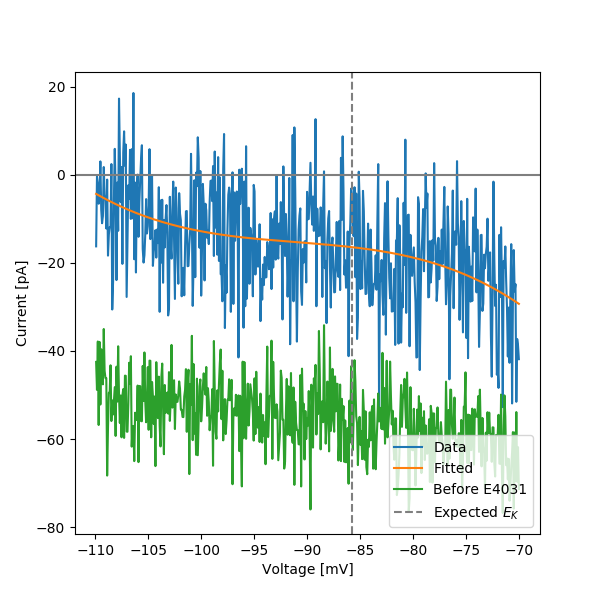 20
0
−20
−40
−60
−80
Current [pA]
Data
Fitted
Before E4031
Expected E_K
−110 −105 −100 −95 −90 −85 −80 −75 −70
Voltage [mV]